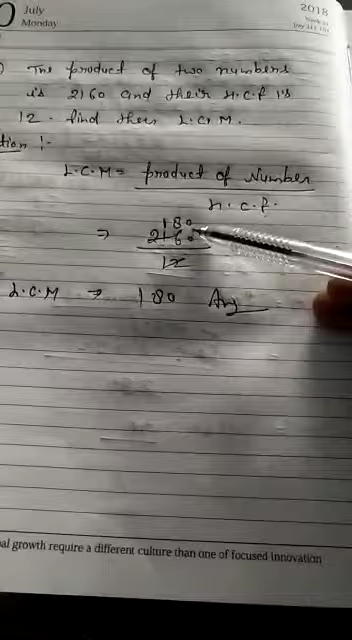 July
2018
Monday
The product of two numbers
is 2160 and their H.C.F is
12. find their L.C.M.
tion :-
L.C.M = product of Number
H.C.F.
180
⇒ 2160
12
L.C.M ⇒ 180 Ans
al growth require a different culture than one of focused innovation